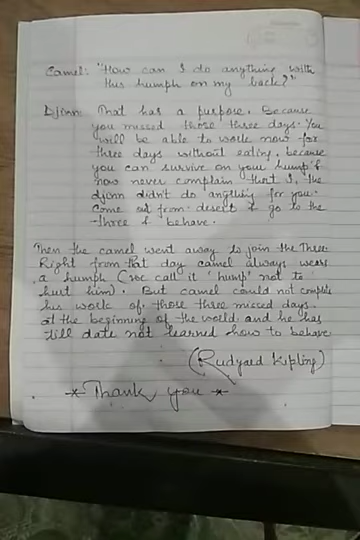 Camel: "How can I do anything with
this humph on my back?"
Djinn: That has a purpose. Because
you missed those three days. You
will be able to work now for
three days without eating, because
you can survive on your hump &
now never complain that I, the
djinn didn't do anything for you.
Come out from desert & go to the
three & behave.
Then the camel went away to join the Three.
Right from that day camel always wears
a humph (we call it 'hump' not to
hurt him). But camel could not complete
his work of those three missed days
at the beginning of the world and he has
till date not learned how to behave
(Rudyard Kipling)
* Thank you *